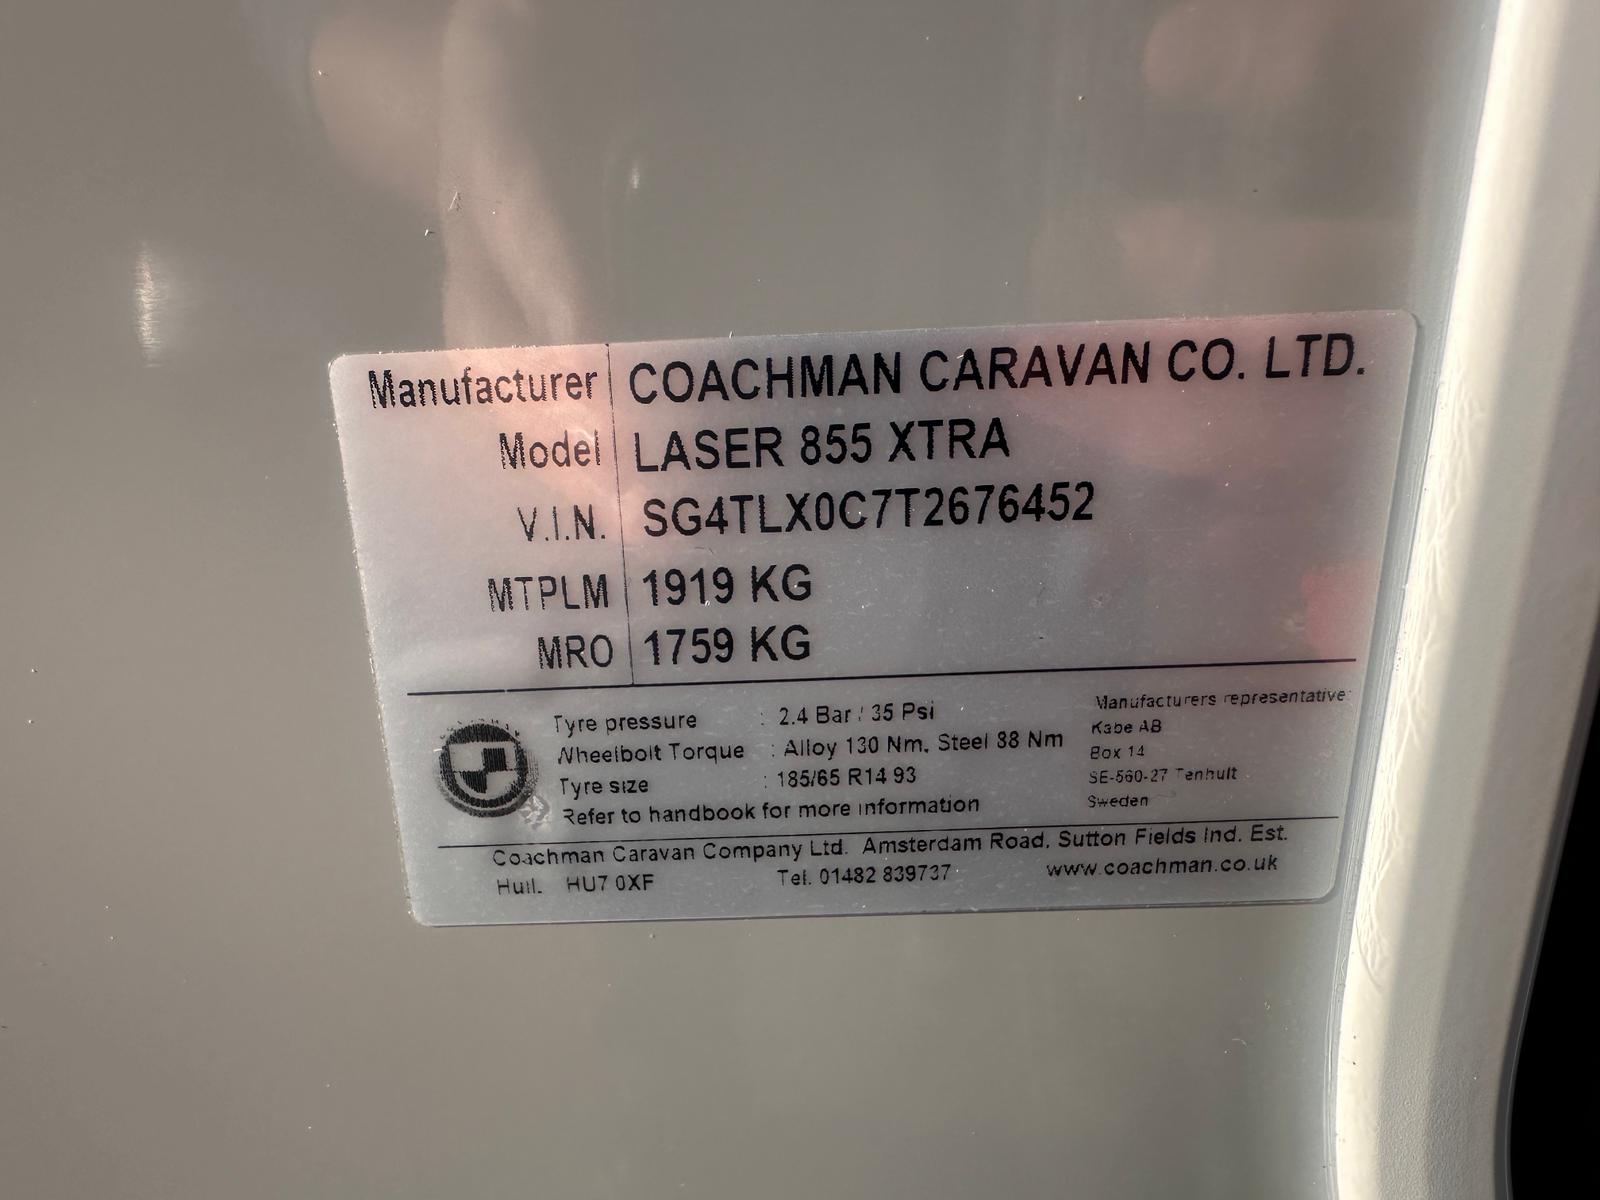 Manufacturer COACHMAN CARAVAN CO. LTD.
Model LASER 855 XTRA
V.I.N. SG4TLX0C7T2676452
MTPLM 1919 KG
MRO 1759 KG
Tyre pressure : 2.4 Bar / 35 Psi
Wheelbolt Torque : Alloy 130 Nm, Steel 88 Nm
Tyre size : 185/65 R14 93
Refer to handbook for more information
Manufacturers representative:
Kabe AB
Box 14
SE-560-27 Tenhult
Sweden
Coachman Caravan Company Ltd. Amsterdam Road, Sutton Fields Ind. Est.
Hull. HU7 0XF Tel. 01482 839737 www.coachman.co.uk